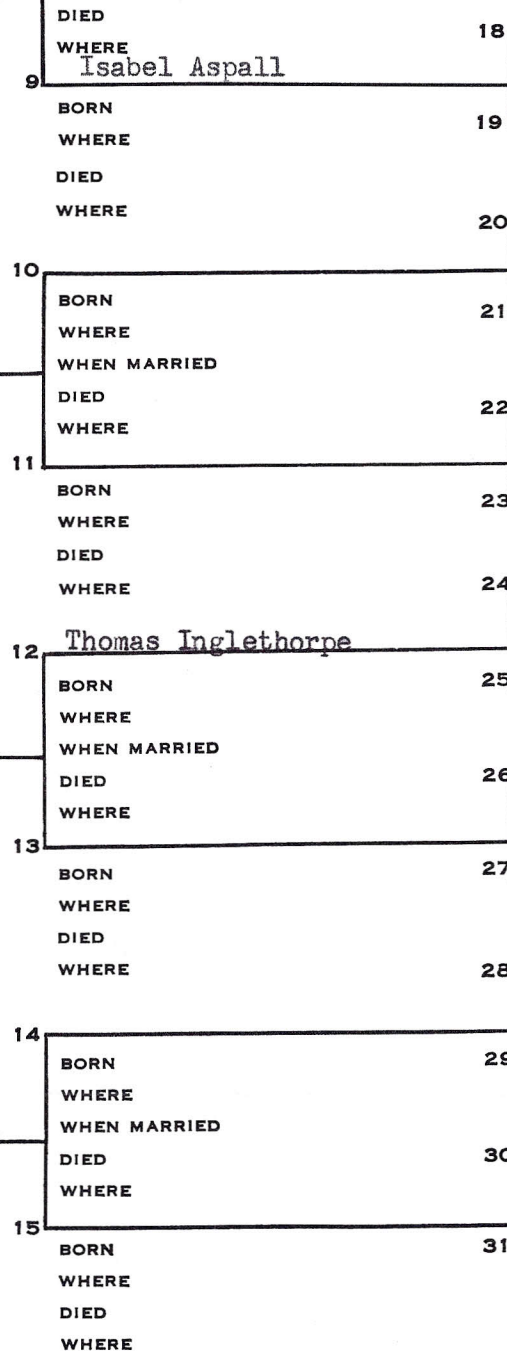 DIED
18
WHERE
Isabel Aspall
9
BORN
19
WHERE
DIED
WHERE
20
10
BORN
21
WHERE
WHEN MARRIED
DIED
22
WHERE
11
BORN
23
WHERE
DIED
WHERE
24
Thomas Inglethorpe
12
BORN
25
WHERE
WHEN MARRIED
DIED
26
WHERE
13
BORN
27
WHERE
DIED
WHERE
28
14
BORN
29
WHERE
WHEN MARRIED
DIED
30
WHERE
15
BORN
31
WHERE
DIED
WHERE